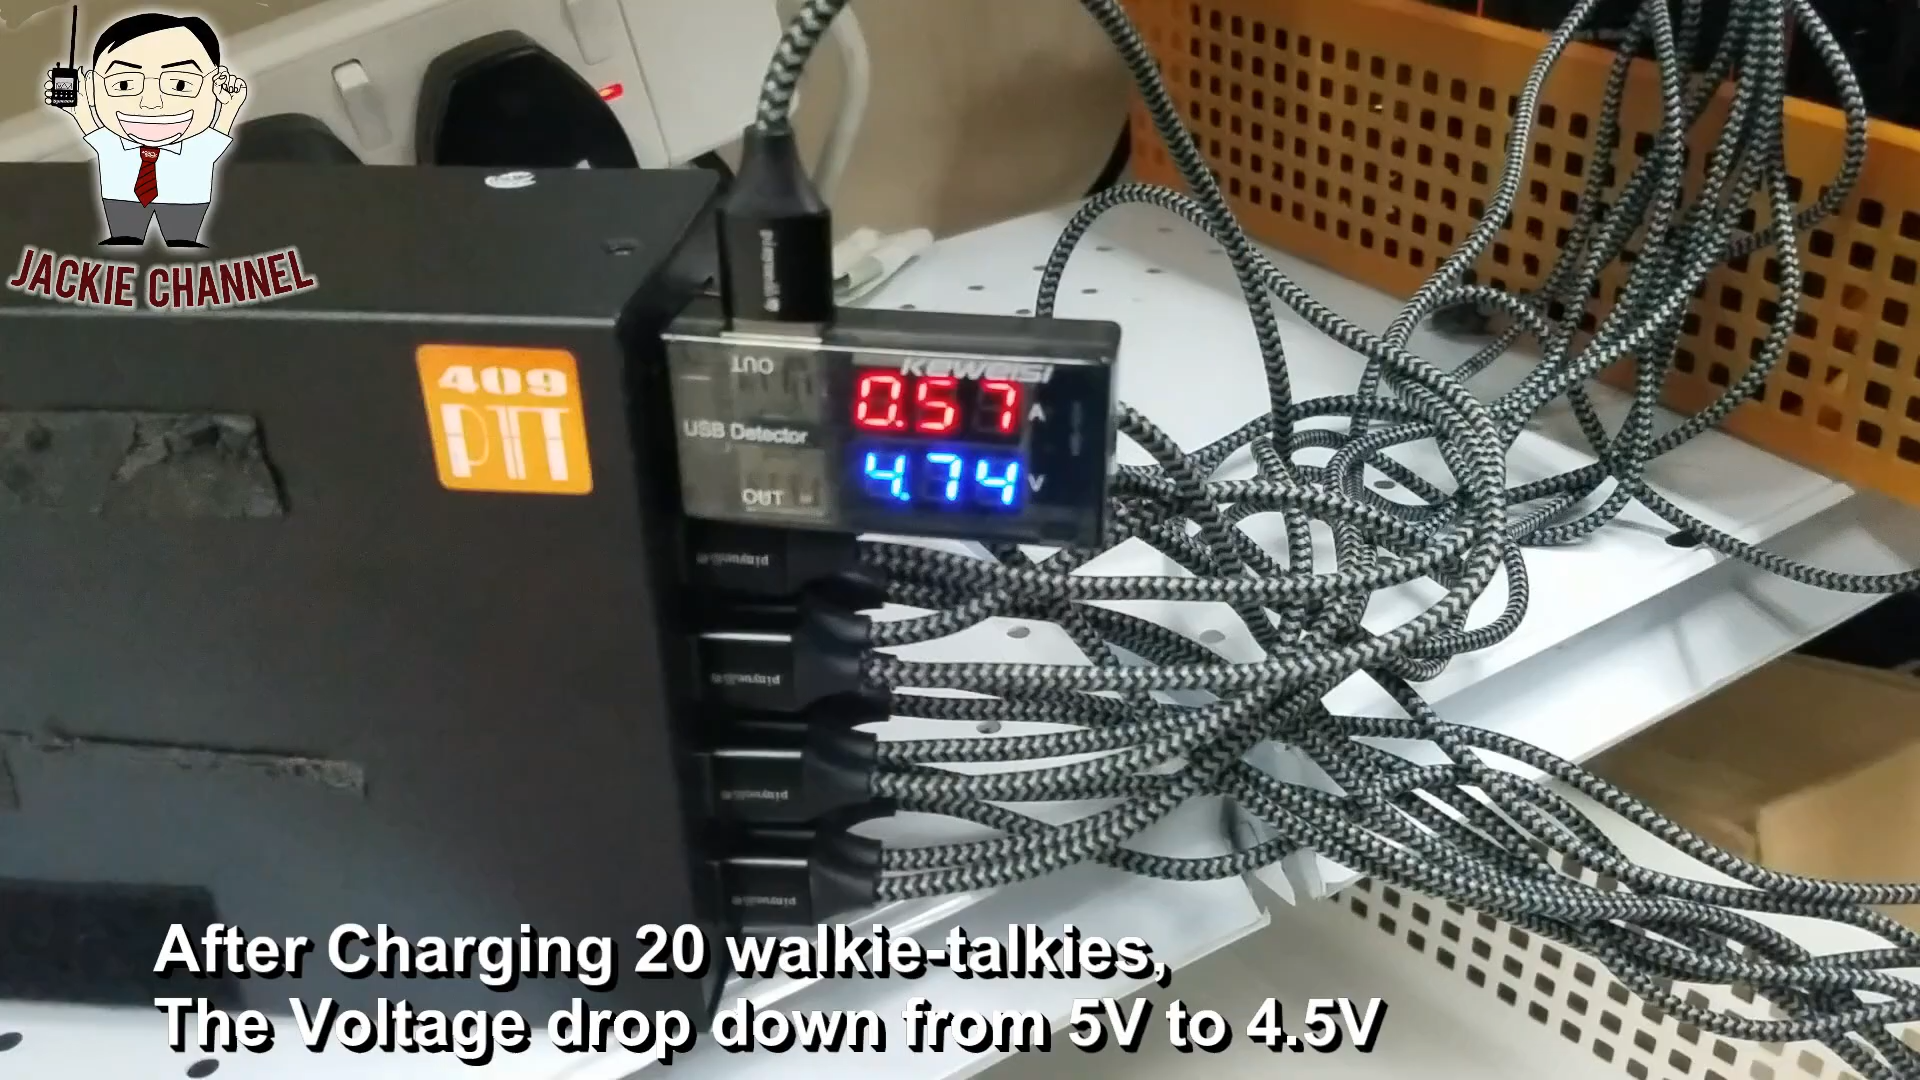 JACKIE CHANNEL
409
PTT
KEWEISI
OUT
0.57 A
USB Detector
4.74 V
OUT
After Charging 20 walkie-talkies,
The Voltage drop down from 5V to 4.5V